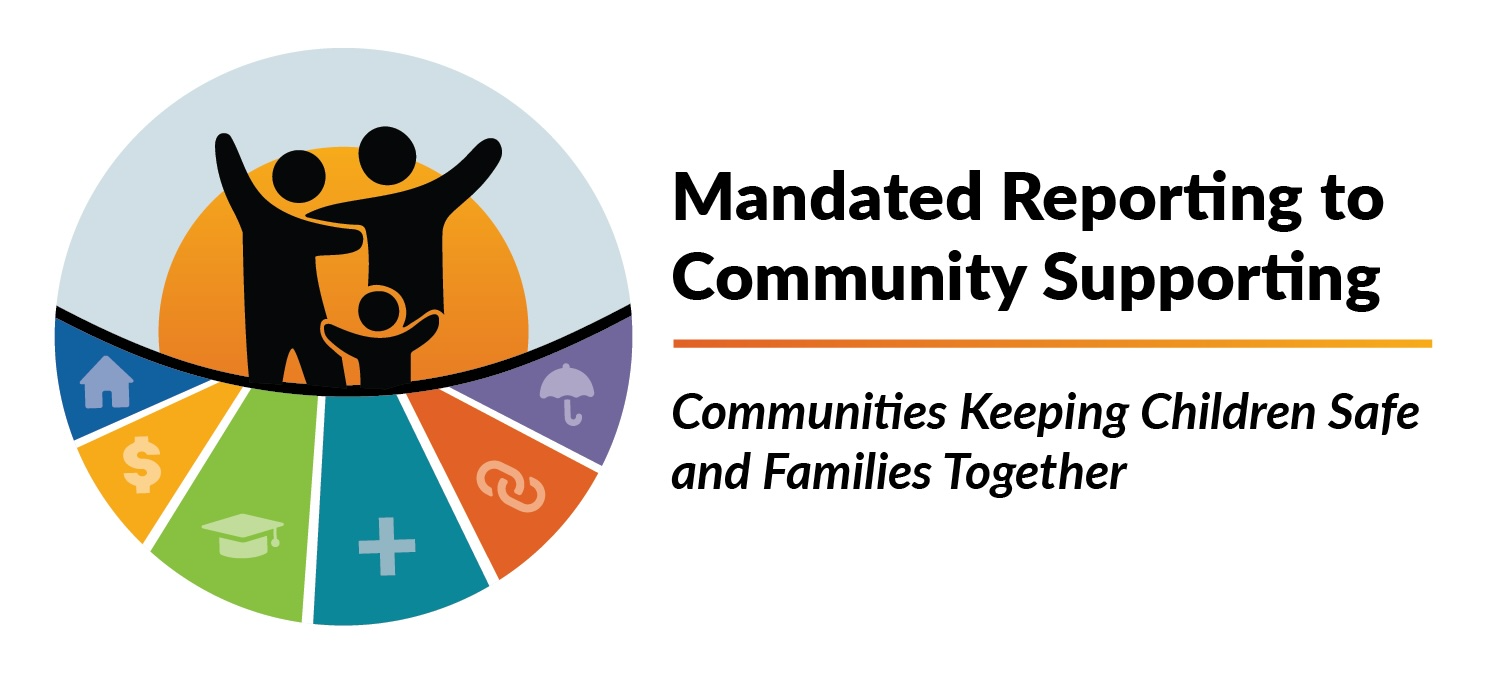 Mandated Reporting to
Community Supporting
Communities Keeping Children Safe
and Families Together